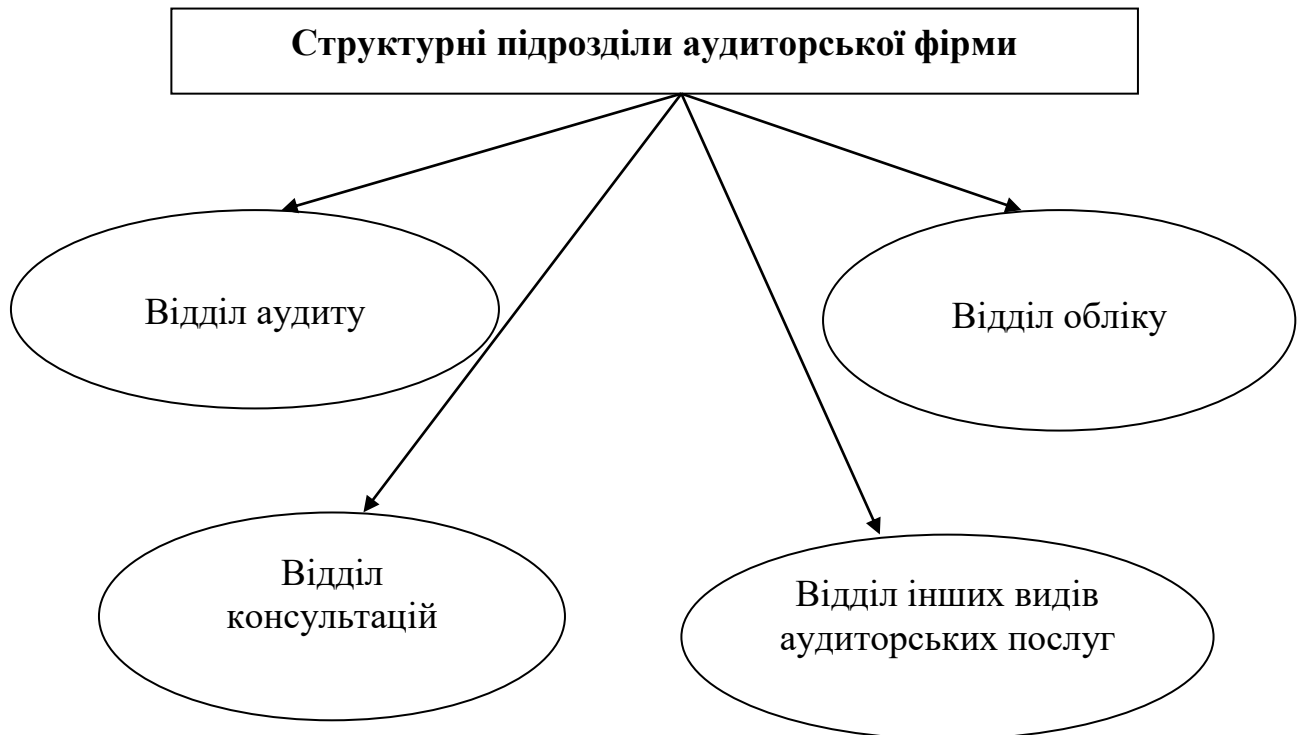 Структурні підрозділи аудиторської фірми
Відділ аудиту
Відділ обліку
Відділ
консультацій
Відділ інших видів
аудиторських послуг